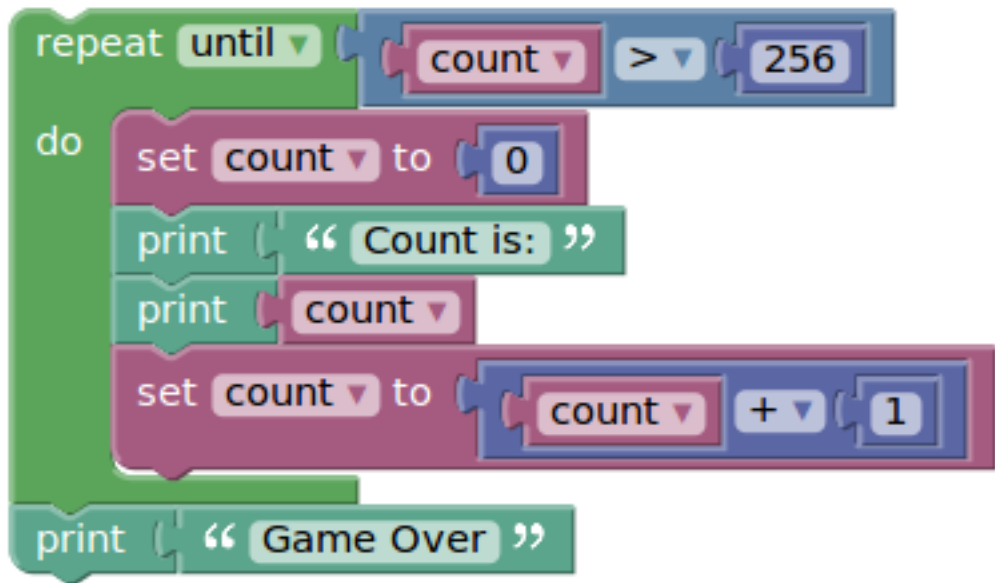 repeat until ▾ count ▾ > ▾ 256
do set count ▾ to 0
print “ Count is: ”
print count ▾
set count ▾ to count ▾ + ▾ 1
print “ Game Over ”